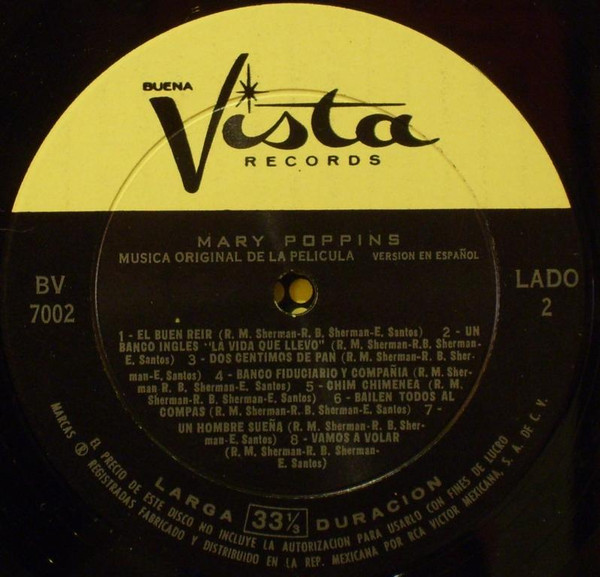 BUENA
Vista
RECORDS
MARY POPPINS
MUSICA ORIGINAL DE LA PELICULA VERSION EN ESPAÑOL
BV
7002
LADO
2
1 - EL BUEN REIR (R. M. Sherman-R. B. Sherman-E. Santos) 2 - UN
BANCO INGLES "LA VIDA QUE LLEVO" (R. M. Sherman-R.B. Sherman-
E. Santos) 3 - DOS CENTIMOS DE PAN (R. M. Sherman-R. B. Sher-
man-E, Santos) 4 - BANCO FIDUCIARIO Y COMPAÑIA (R. M. Sher-
man-R. B. Sherman-E. Santos) 5 - CHIM CHIMENEA (R. M.
Sherman-R. B. Sherman-E. Santos) 6 - BAILEN TODOS AL
COMPAS (R. M. Sherman-R. B. Sherman-E. Santos) 7 -
UN HOMBRE SUEÑA (R. M. Sherman-R. B. Sher-
man-E. Santos) 8 - VAMOS A VOLAR
(R. M. Sherman-R. B. Sherman-
E. Santos)
LARGA 33 1/3 DURACION
EL PRECIO DE ESTE DISCO NO INCLUYE LA AUTORIZACION PARA USARLO CON FINES DE LUCRO
MARCAS ® REGISTRADAS FABRICADO Y DISTRIBUIDO EN LA REP. MEXICANA POR RCA VICTOR MEXICANA, S. A. DE C. V.